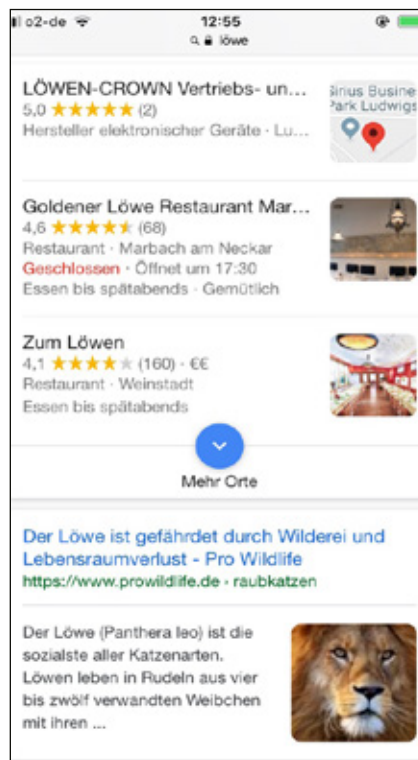 o2-de 12:55
löwe
LÖWEN-CROWN Vertriebs- un...
5,0 ★★★★★ (2)
Hersteller elektronischer Geräte · Lu...
Sirius Busine
Park Ludwigs
Goldener Löwe Restaurant Mar...
4,6 ★★★★★ (68)
Restaurant · Marbach am Neckar
Geschlossen · Öffnet um 17:30
Essen bis spätabends · Gemütlich
Zum Löwen
4,1 ★★★★★ (160) · €€
Restaurant · Weinstadt
Essen bis spätabends
Mehr Orte
Der Löwe ist gefährdet durch Wilderei und
Lebensraumverlust - Pro Wildlife
https://www.prowildlife.de › raubkatzen
Der Löwe (Panthera leo) ist die
sozialste aller Katzenarten.
Löwen leben in Rudeln aus vier
bis zwölf verwandten Weibchen
mit ihren ...